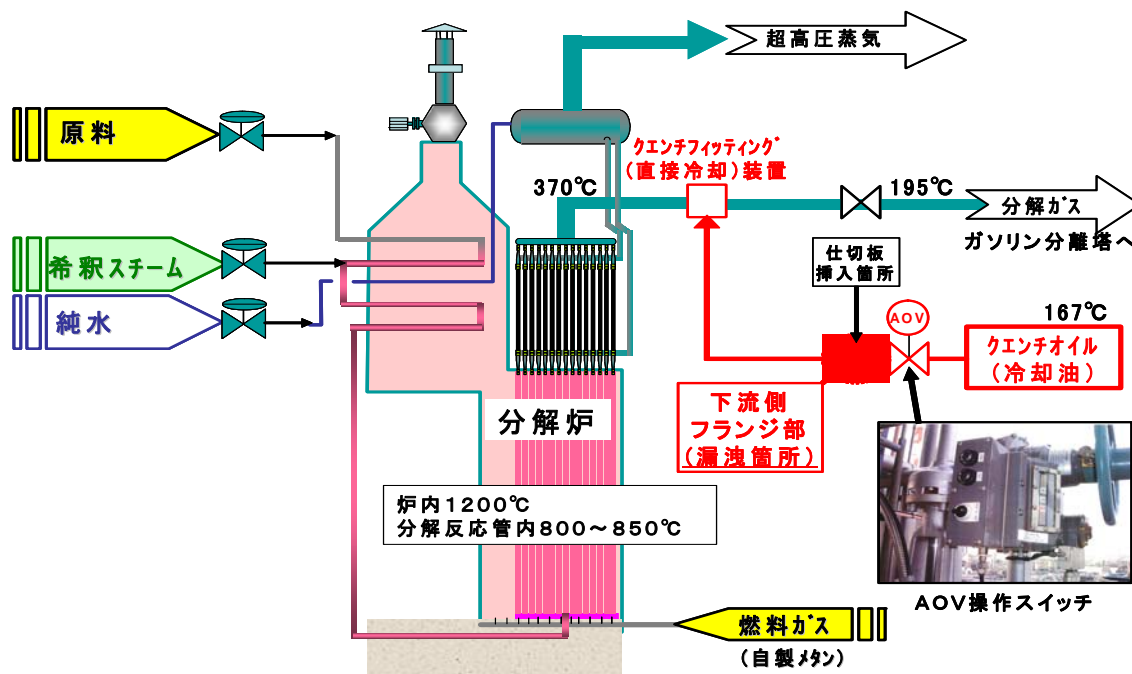 超高圧蒸気
原料
クエンチフィッティング
(直接冷却)装置
370℃
195℃
分解ガス
ガソリン分離塔へ
希釈スチーム
仕切板
挿入箇所
純水
AOV
167℃
クエンチオイル
(冷却油)
下流側
フランジ部
(漏洩箇所)
分解炉
炉内1200℃
分解反応管内800～850℃
AOV操作スイッチ
燃料ガス
(自製メタン)